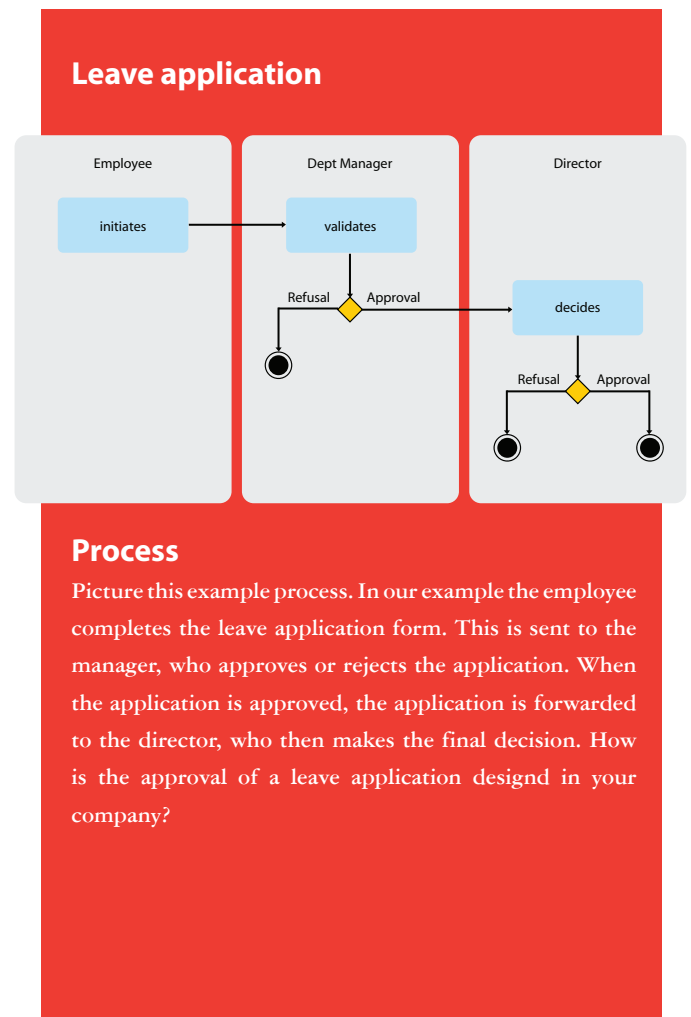 Leave application
Employee
Dept Manager
Director
initiates
validates
Refusal
Approval
decides
Refusal
Approval
Process
Picture this example process. In our example the employee
completes the leave application form. This is sent to the
manager, who approves or rejects the application. When
the application is approved, the application is forwarded
to the director, who then makes the final decision. How
is the approval of a leave application designd in your
company?